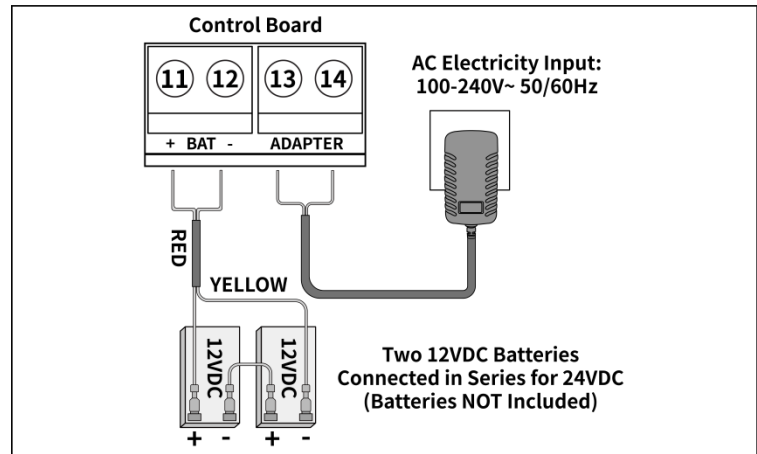 Control Board
11 12 13 14
+ BAT - ADAPTER
AC Electricity Input:
100-240V~ 50/60Hz
RED
YELLOW
12VDC 12VDC
+ - + -
Two 12VDC Batteries
Connected in Series for 24VDC
(Batteries NOT Included)